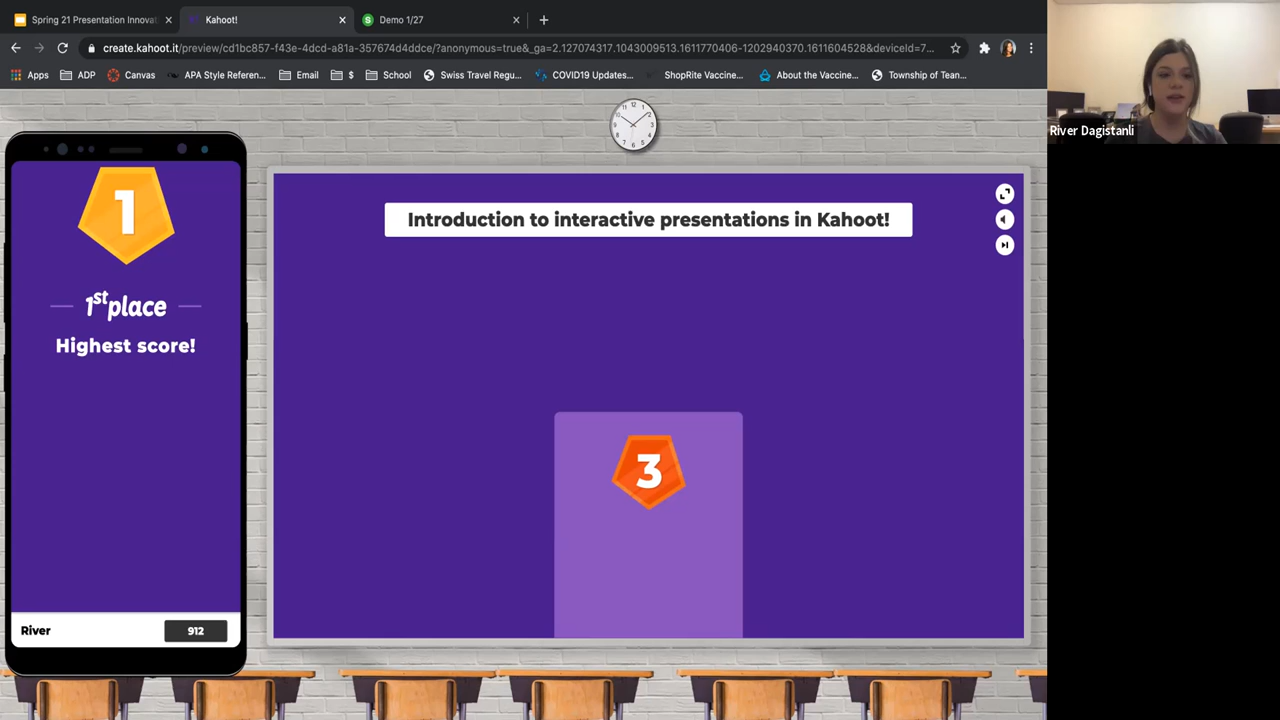 Spring 21 Presentation Innovat
Kahoot!
Demo 1/27
create.kahoot.it/preview/cd1bc857-f43e-4dcd-a81a-357674d4ddce/?anonymous=true&_ga=2.127074317.1043009513.1611770406-1202940370.1611604528&deviceId=7...
Apps
ADP
Canvas
APA Style Referen...
Email
$
School
Swiss Federal Regu...
COVID19 Updates...
ShopRite Vaccine...
About the Vaccine...
Township of Tean...
River Dagistanli
1
1st place
Highest score!
River
912
Introduction to interactive presentations in Kahoot!
3